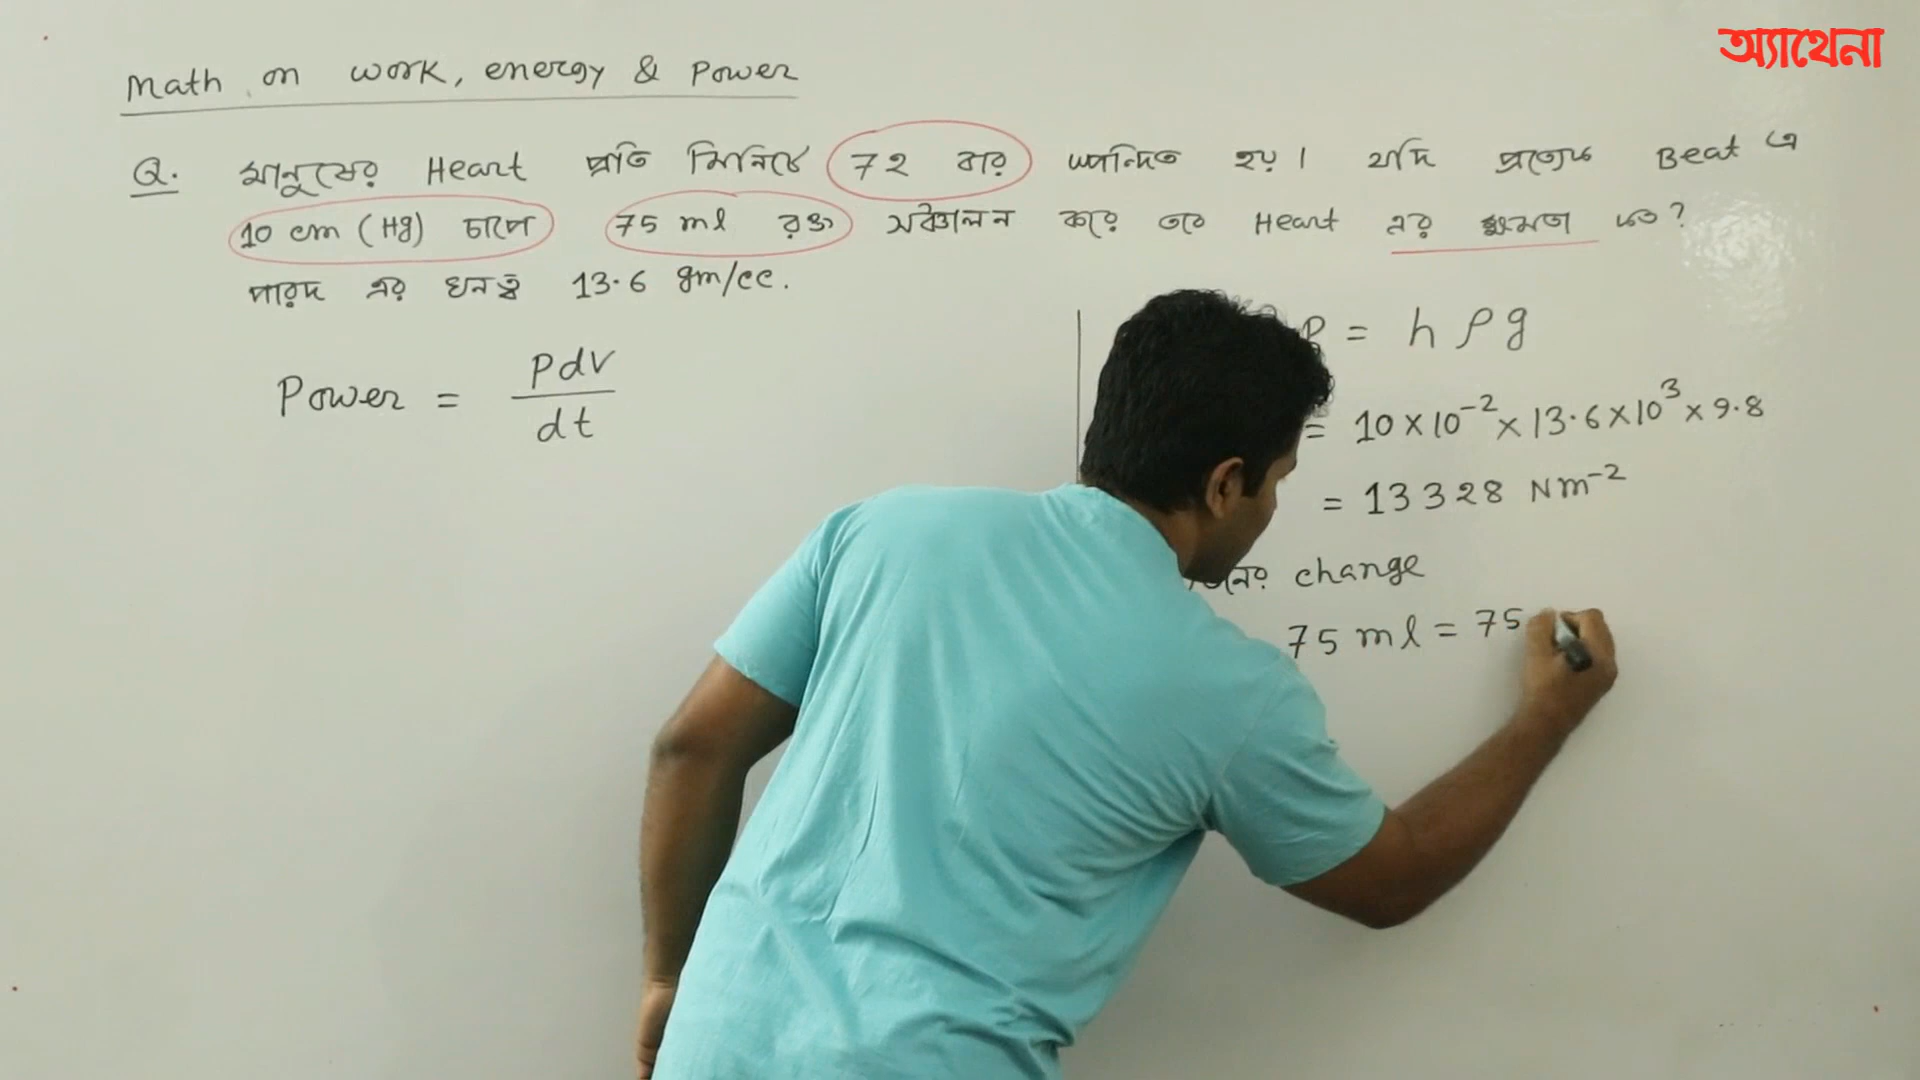 অ্যাথেনা
Math on work, energy & Power
Q. মানুষের Heart প্রতি মিনিটে 72 বার স্পন্দিত হয়। যদি প্রত্যেক Beat এ
10 cm (Hg) চাপে 75 ml রক্ত সঞ্চালন করে তবে Heart এর ক্ষমতা কত?
পারদ এর ঘনত্ব 13.6 gm/cc.
Power = PdV / dt
P = hρg
= 10 × 10⁻² × 13.6 × 10³ × 9.8
= 13328 Nm⁻²
change
75 ml = 75